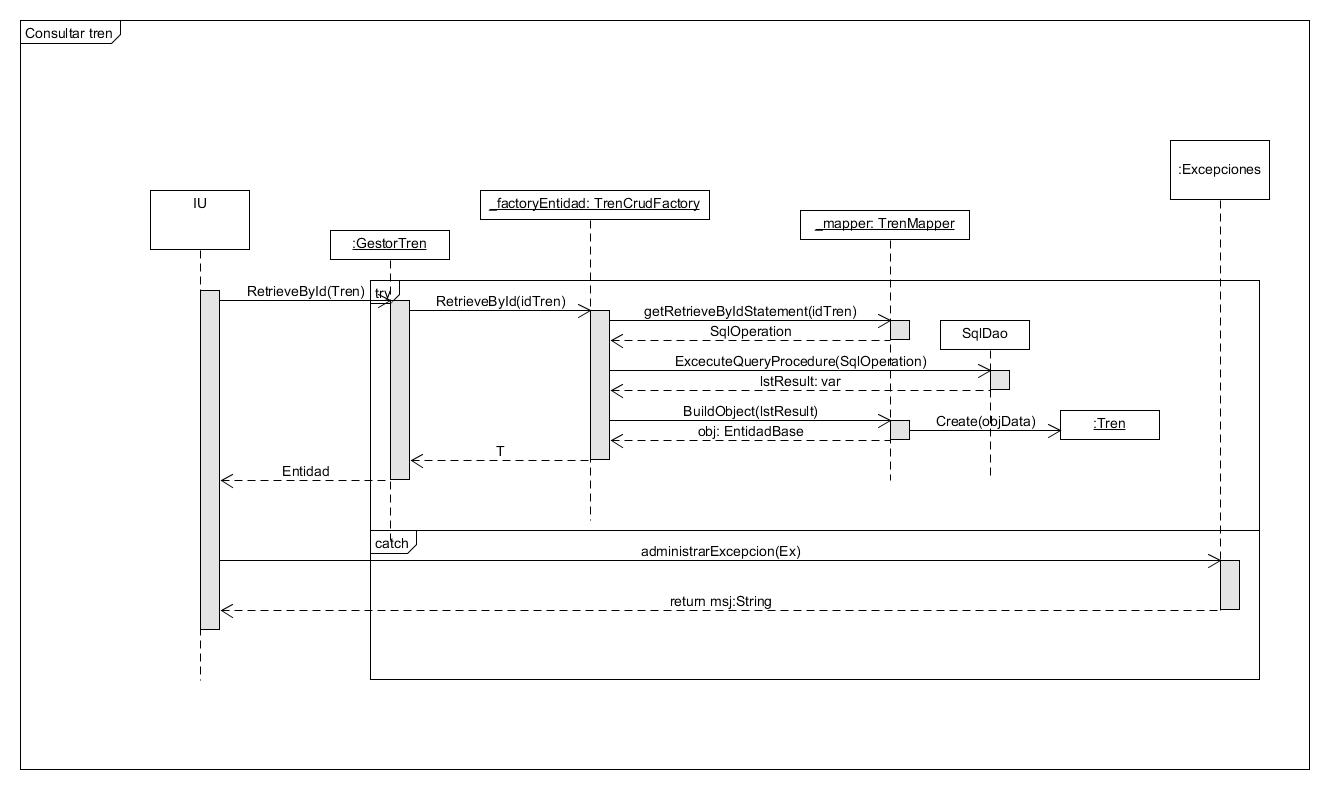 Consultar tren
:Excepciones
IU
_factoryEntidad: TrenCrudFactory
_mapper: TrenMapper
:GestorTren
RetrieveById(Tren)
try
RetrieveById(idTren)
getRetrieveByIdStatement(idTren)
SqlOperation
SqlDao
ExcecuteQueryProcedure(SqlOperation)
lstResult: var
BuildObject(lstResult)
Create(objData)
:Tren
obj: EntidadBase
T
Entidad
catch
administrarExcepcion(Ex)
return msj:String